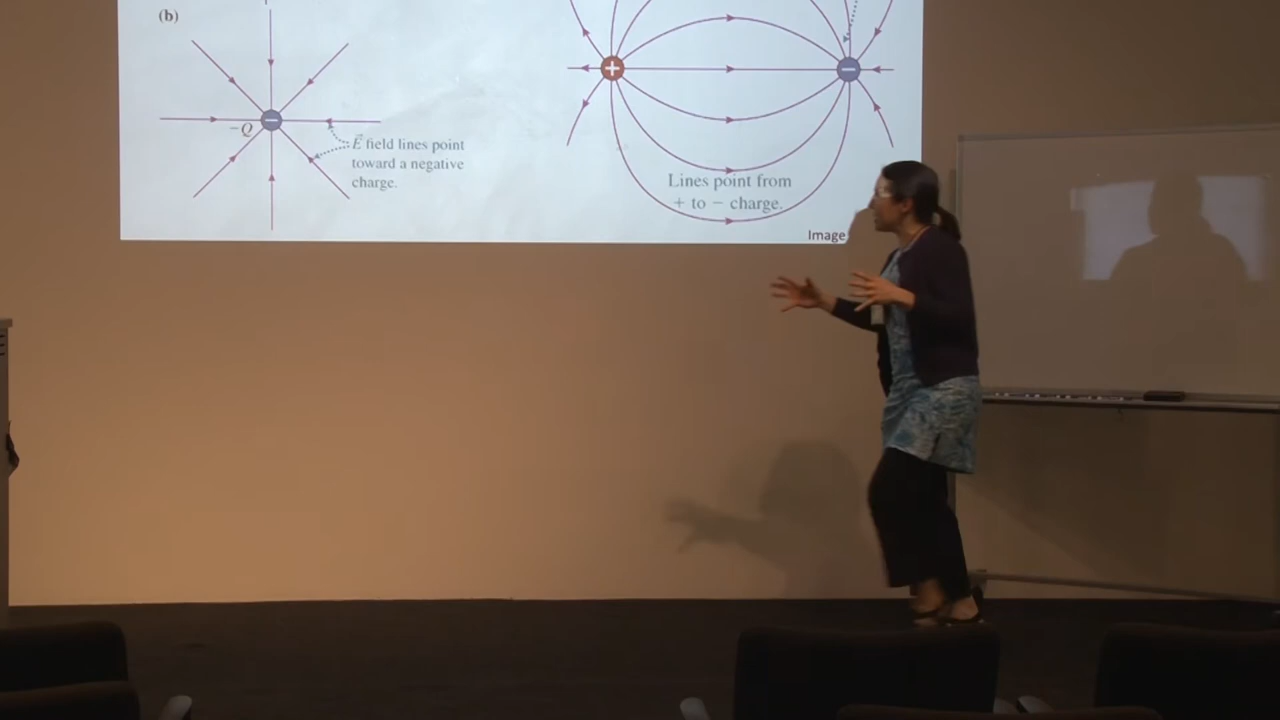 (b)
+
−
−
−Q
E⃗ field lines point
toward a negative
charge.
Lines point from
+ to − charge.
Image